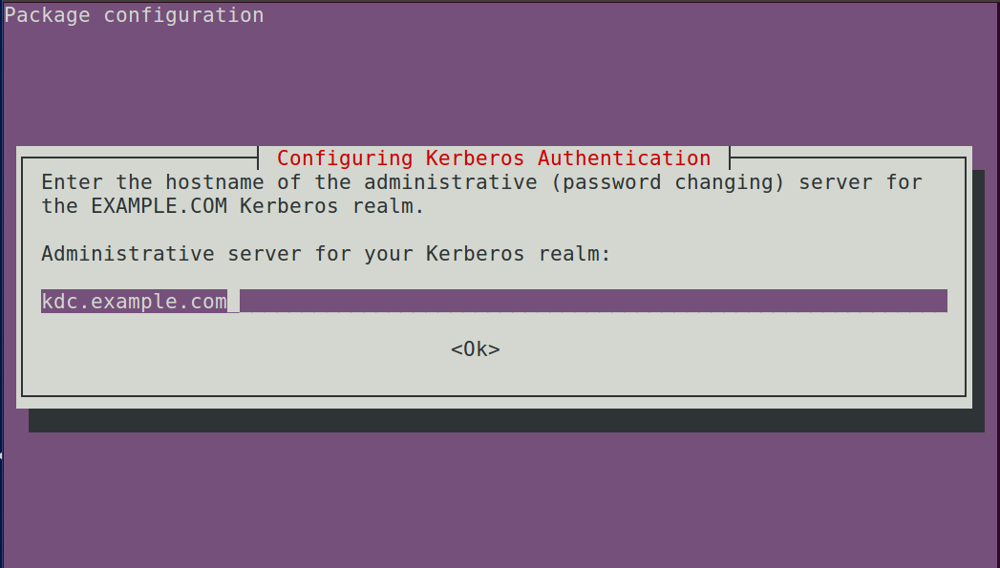 Package configuration
Configuring Kerberos Authentication
Enter the hostname of the administrative (password changing) server for
the EXAMPLE.COM Kerberos realm.
Administrative server for your Kerberos realm:
kdc.example.com
<Ok>